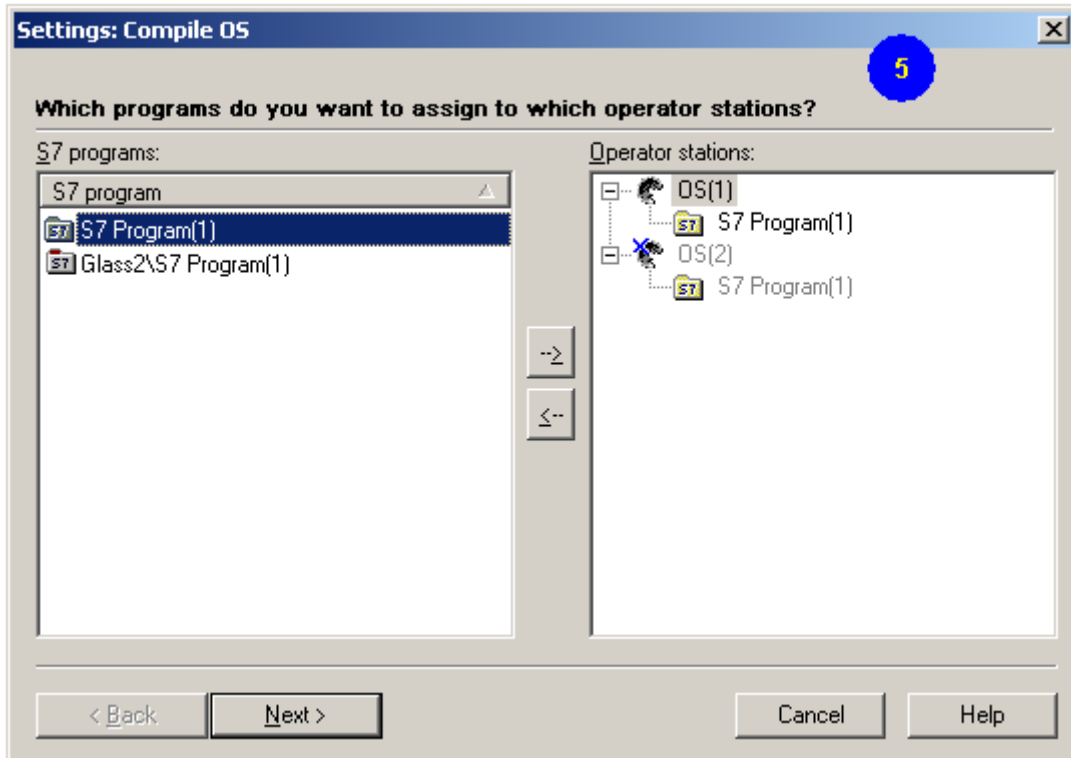 Settings: Compile OS
5
Which programs do you want to assign to which operator stations?
S7 programs:
S7 program
S7 Program(1)
Glass2\S7 Program(1)
-->
<--
Operator stations:
OS(1)
S7 Program(1)
OS(2)
S7 Program(1)
< Back
Next >
Cancel
Help